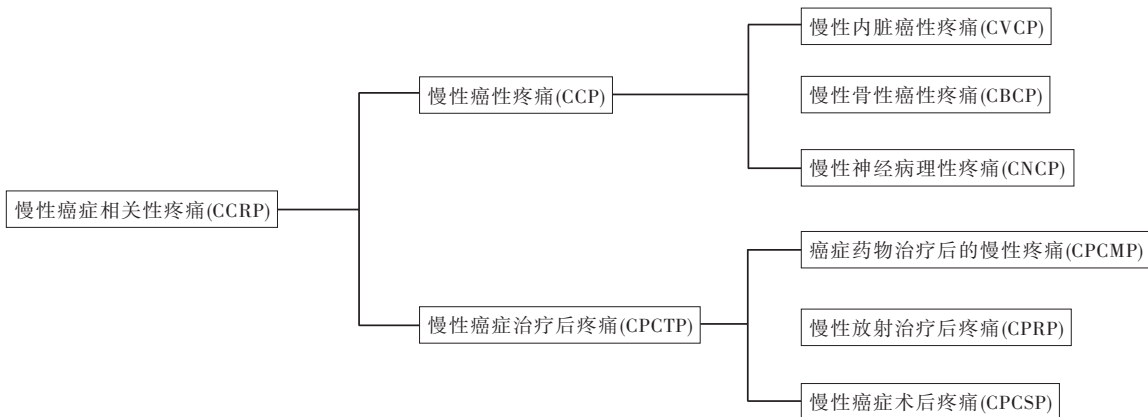 慢性内脏癌性疼痛(CVCP)
慢性癌性疼痛(CCP)
慢性骨性癌性疼痛(CBCP)
慢性神经病理性疼痛(CNCP)
慢性癌症相关性疼痛(CCRP)
癌症药物治疗后的慢性疼痛(CPCMP)
慢性癌症治疗后疼痛(CPCTP)
慢性放射治疗后疼痛(CPRP)
慢性癌症术后疼痛(CPCSP)